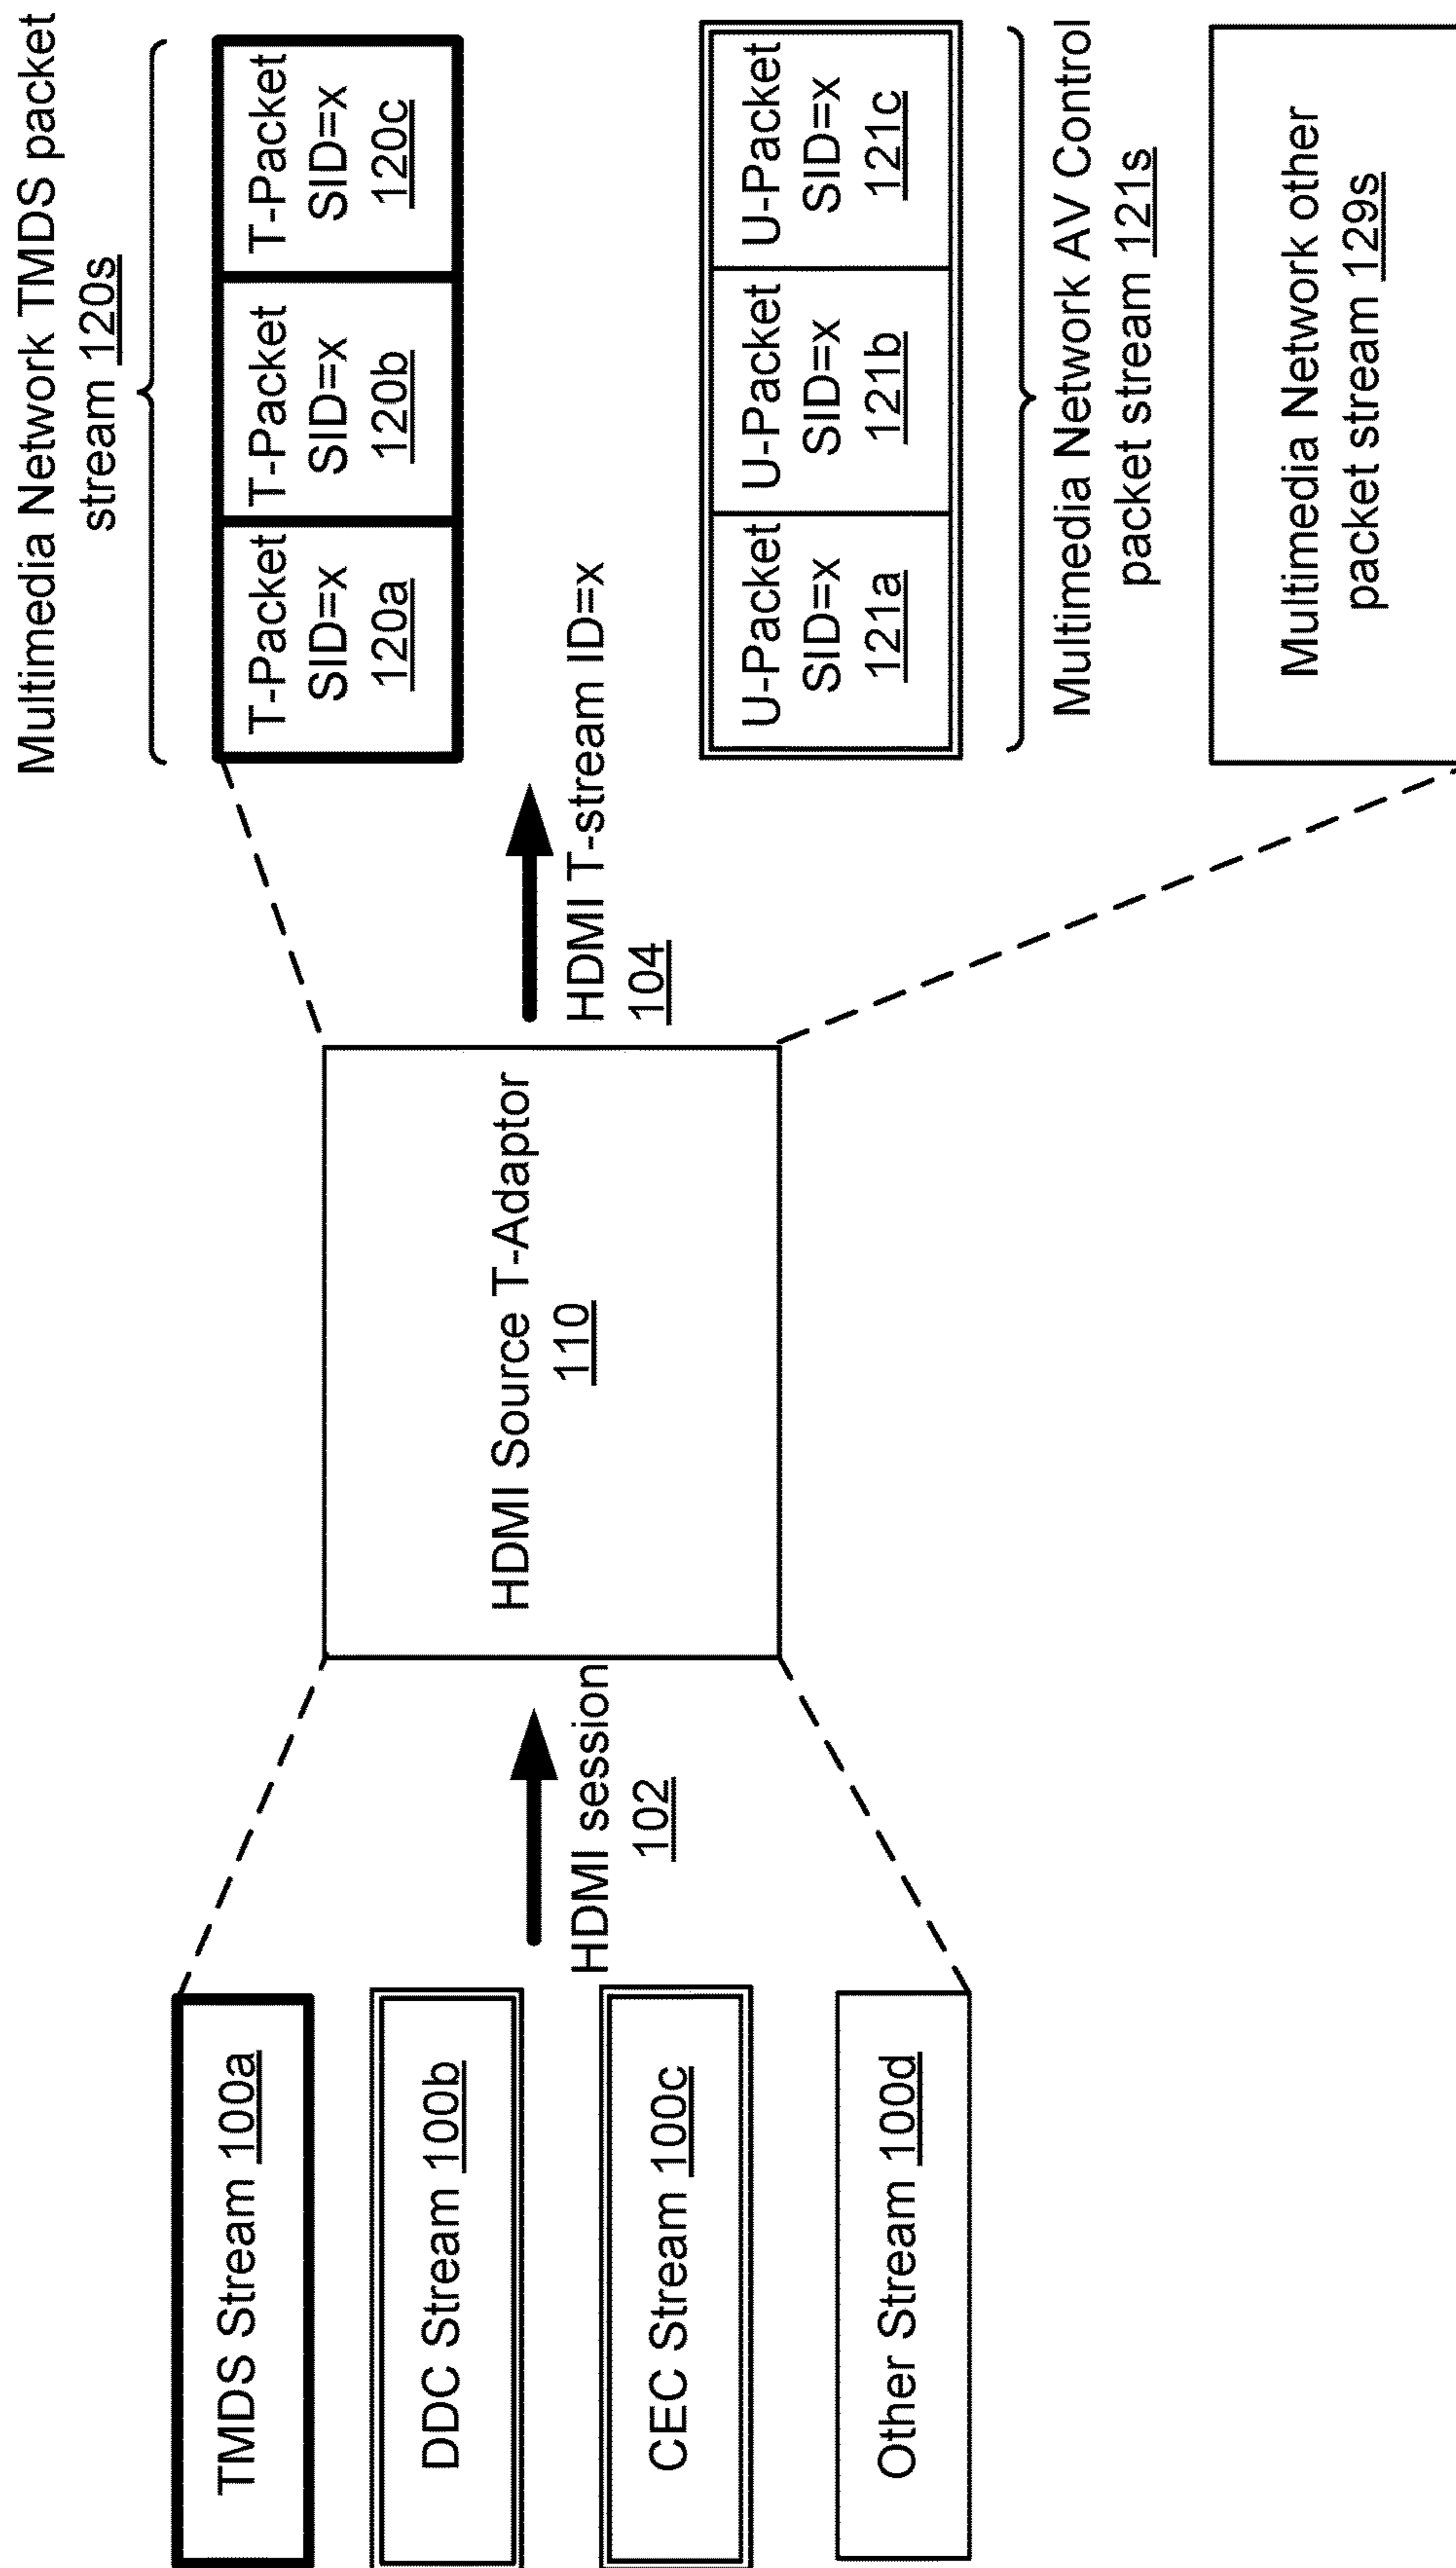 TMDS Stream 100a
DDC Stream 100b
CEC Stream 100c
Other Stream 100d
HDMI session
102
HDMI Source T-Adaptor
110
HDMI T-stream ID=x
104
Multimedia Network TMDS packet
stream 120s
T-Packet
SID=x
120a
T-Packet
SID=x
120b
T-Packet
SID=x
120c
U-Packet
SID=x
121a
U-Packet
SID=x
121b
U-Packet
SID=x
121c
Multimedia Network AV Control
packet stream 121s
Multimedia Network other
packet stream 129s